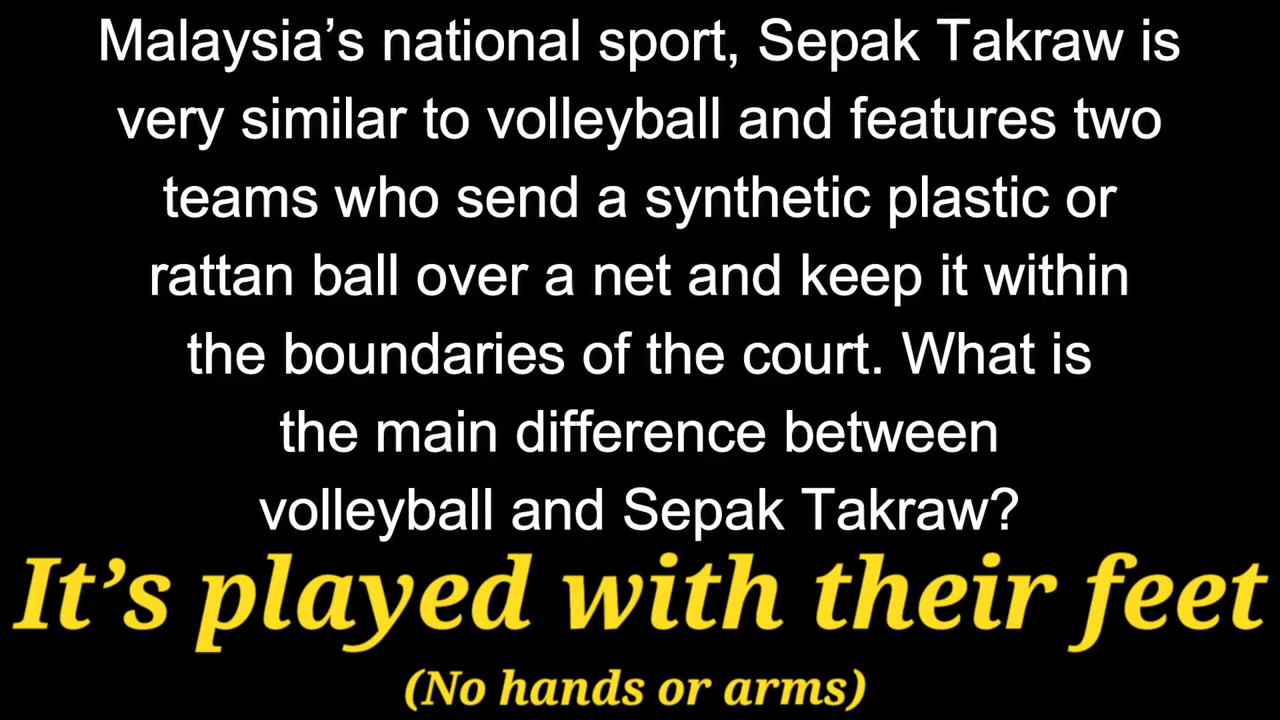 Malaysia’s national sport, Sepak Takraw is
very similar to volleyball and features two
teams who send a synthetic plastic or
rattan ball over a net and keep it within
the boundaries of the court. What is
the main difference between
volleyball and Sepak Takraw?
It’s played with their feet
(No hands or arms)